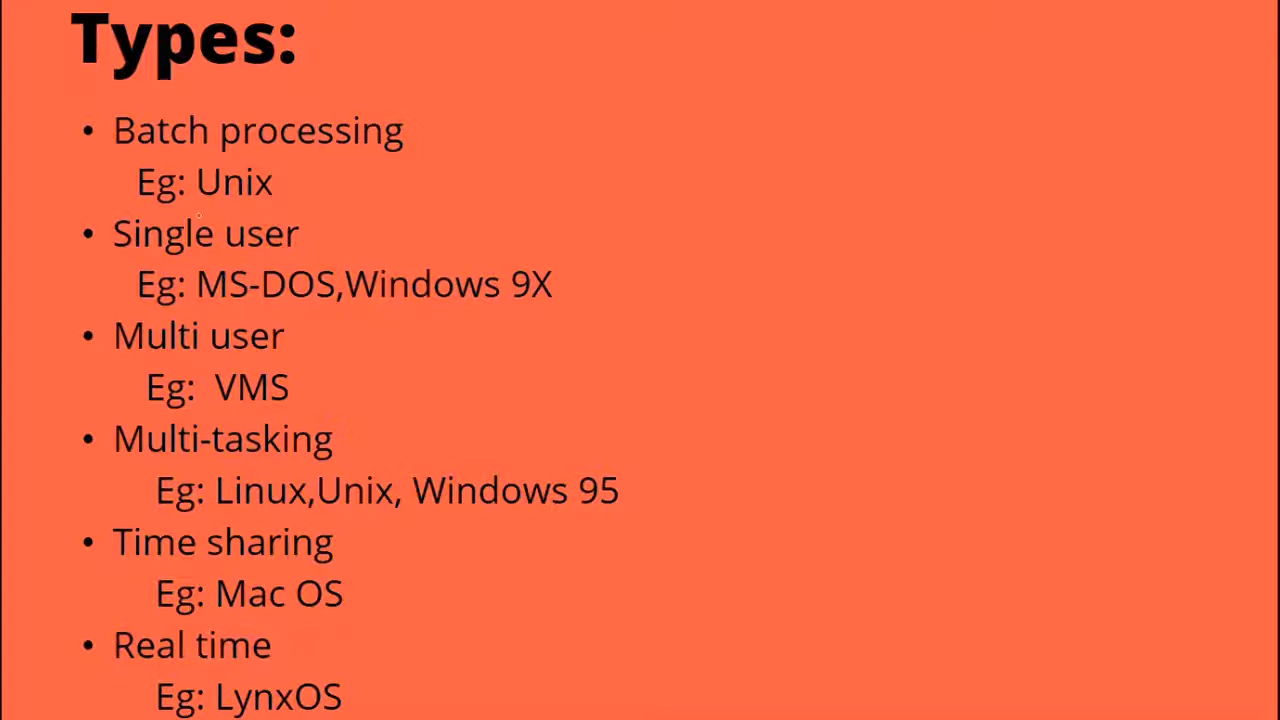 Types:
• Batch processing
Eg: Unix
• Single user
Eg: MS-DOS,Windows 9X
• Multi user
Eg: VMS
• Multi-tasking
Eg: Linux,Unix, Windows 95
• Time sharing
Eg: Mac OS
• Real time
Eg: LynxOS